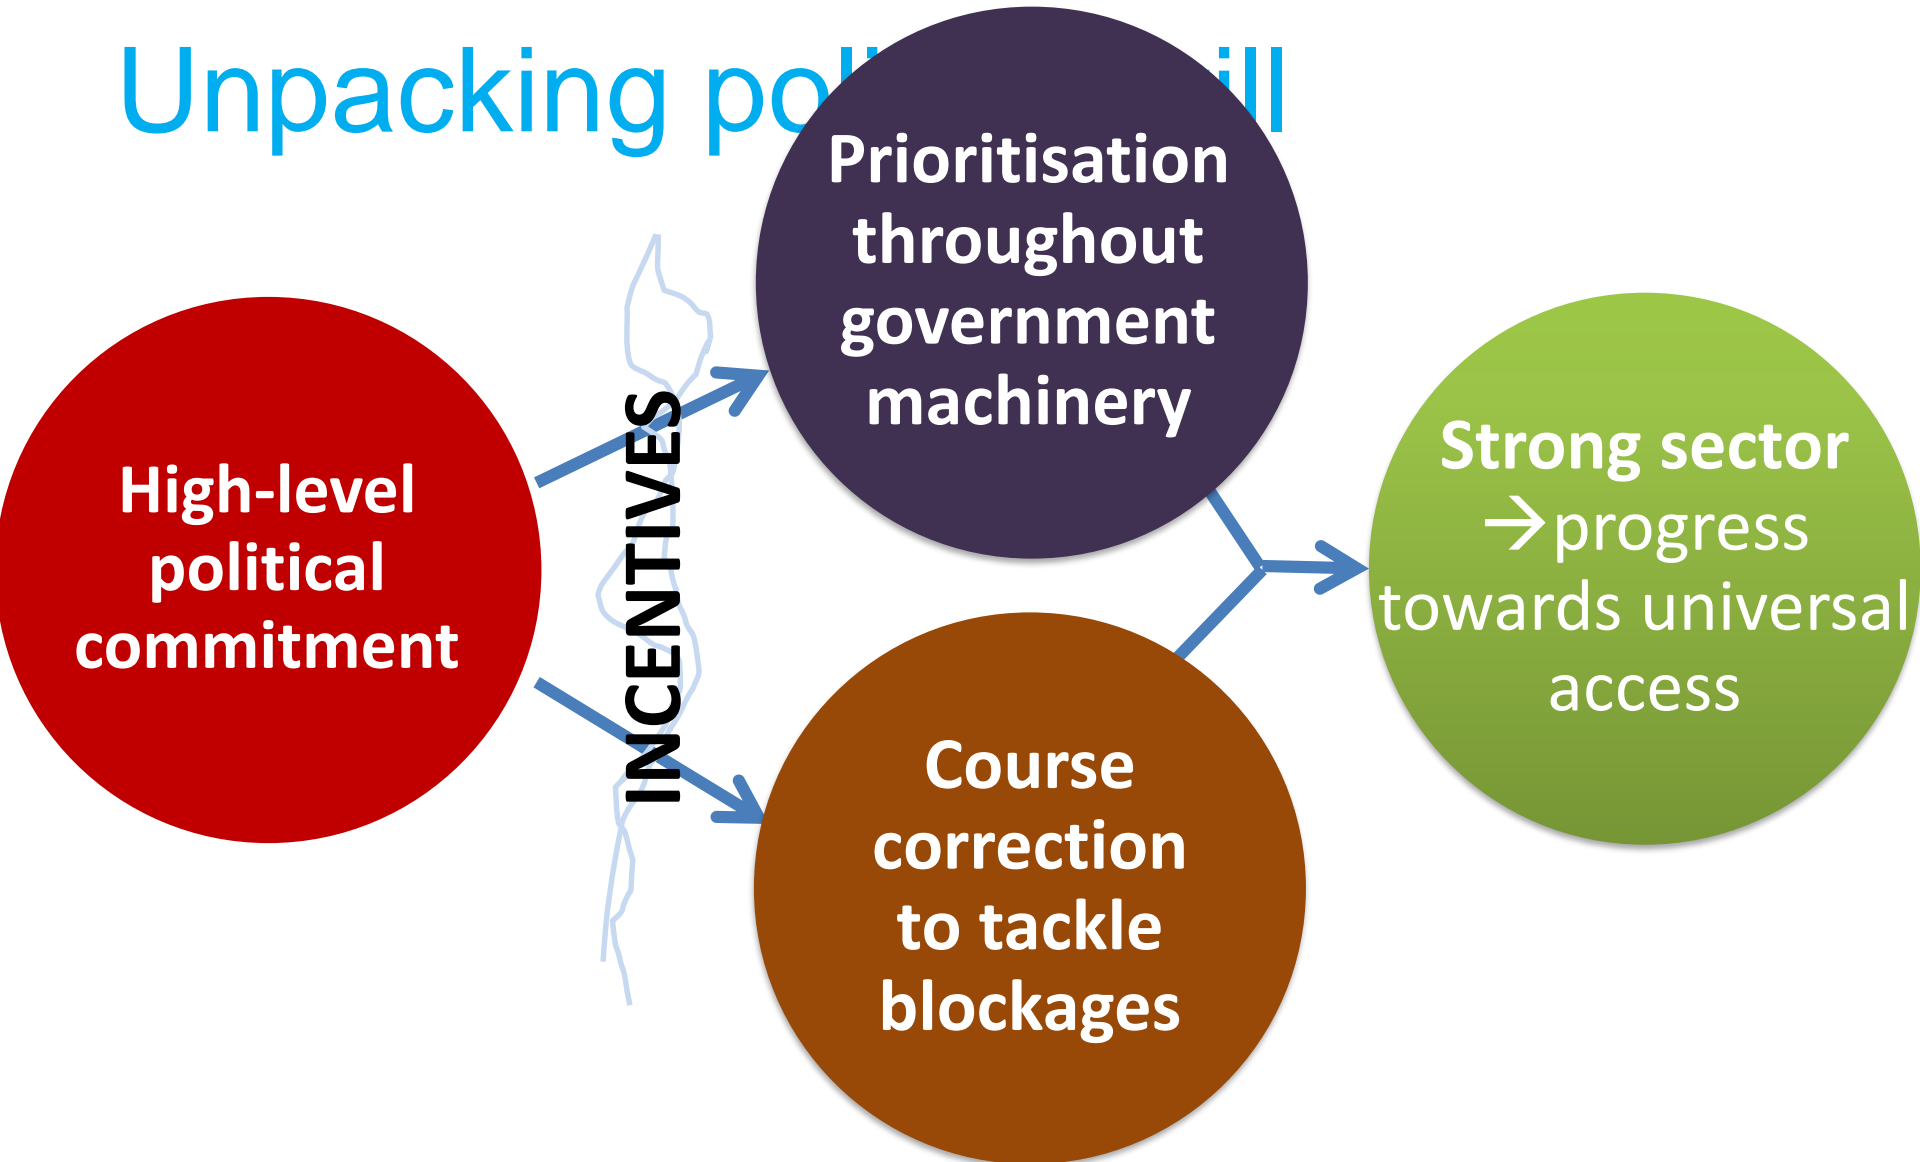 Unpacking poli ill
High-level
political
commitment
INCENTIVES
Prioritisation
throughout
government
machinery
Course
correction
to tackle
blockages
Strong sector
→progress
towards universal
access